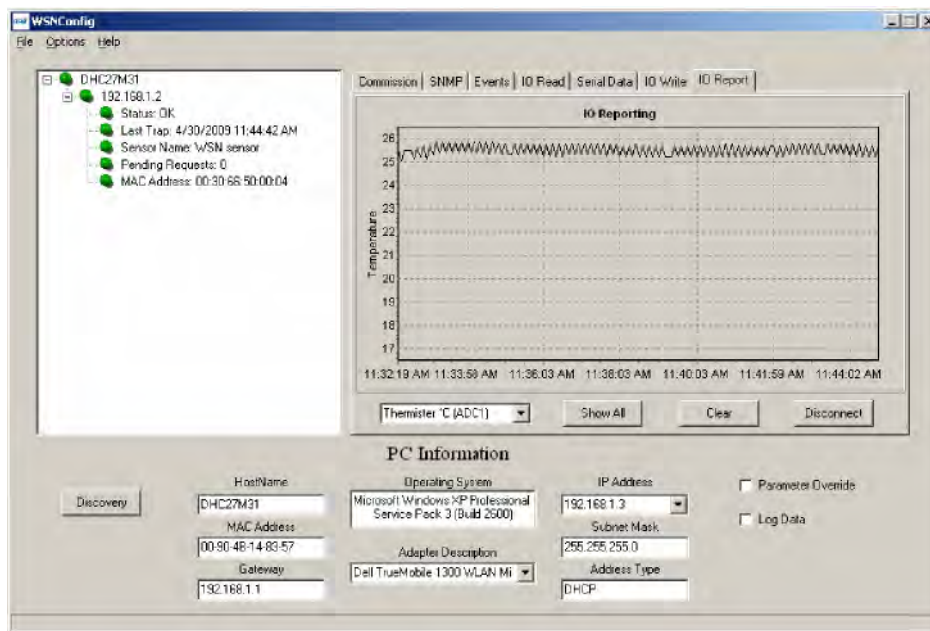 WSNConfig
File Options Help
DHC27M31
192.168.1.2
Status: OK
Last Trap: 4/30/2009 11:44:42 AM
Sensor Name: WSN sensor
Pending Requests: 0
MAC Address: 00:30:66:50:00:04
Commission SNMP Events IO Read Serial Data IO Write IO Report
IO Reporting
26
25
24
23
22
21
20
19
18
17
Temperature
11:32:19 AM 11:33:58 AM 11:36:03 AM 11:38:03 AM 11:40:03 AM 11:41:59 AM 11:44:02 AM
Thermister °C (ADC1) Show All Clear Disconnect
PC Information
Discovery
HostName
DHC27M31
MAC Address
00-90-4B-14-83-57
Gateway
192.168.1.1
Operating System
Microsoft Windows XP Professional
Service Pack 3 (Build 2600)
Adapter Description
Dell TrueMobile 1300 WLAN Mi
IP Address
192.168.1.3
Subnet Mask
255.255.255.0
Address Type
DHCP
Parameter Override
Log Data